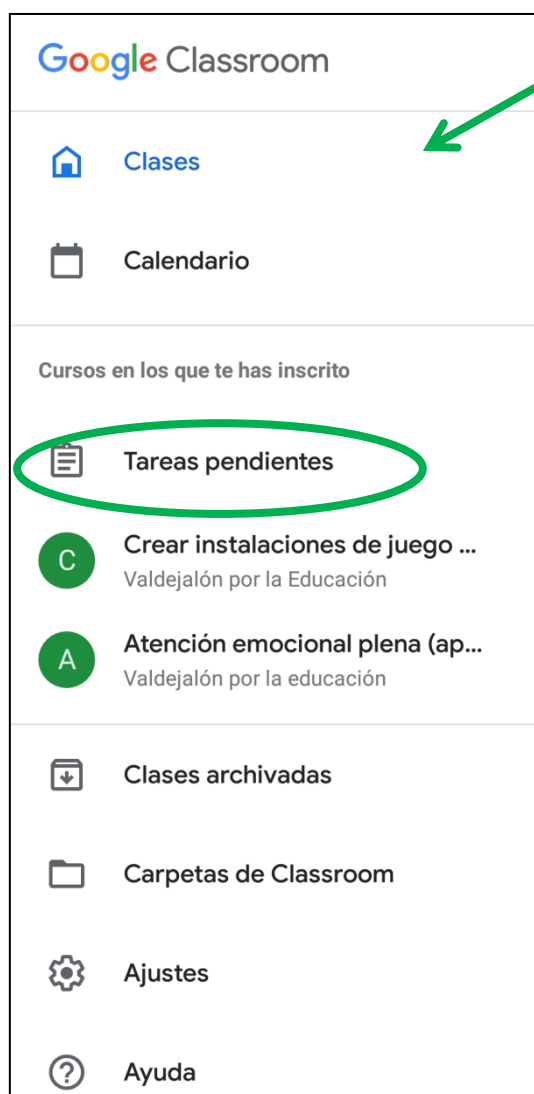 Google Classroom
Clases
Calendario
Cursos en los que te has inscrito
Tareas pendientes
C
Crear instalaciones de juego ...
Valdejalón por la Educación
A
Atención emocional plena (ap...
Valdejalón por la educación
Clases archivadas
Carpetas de Classroom
Ajustes
Ayuda